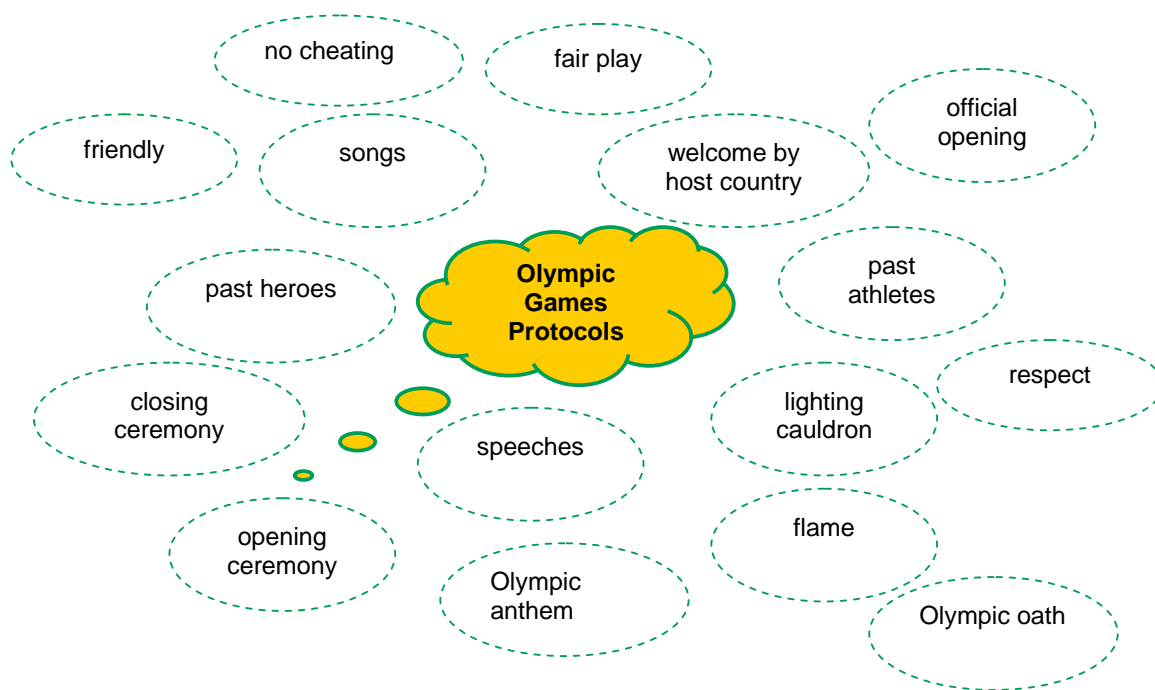 no cheating
fair play
official
opening
friendly
songs
welcome by
host country
Olympic
Games
Protocols
past
athletes
past heroes
respect
closing
ceremony
lighting
cauldron
speeches
flame
opening
ceremony
Olympic
anthem
Olympic oath